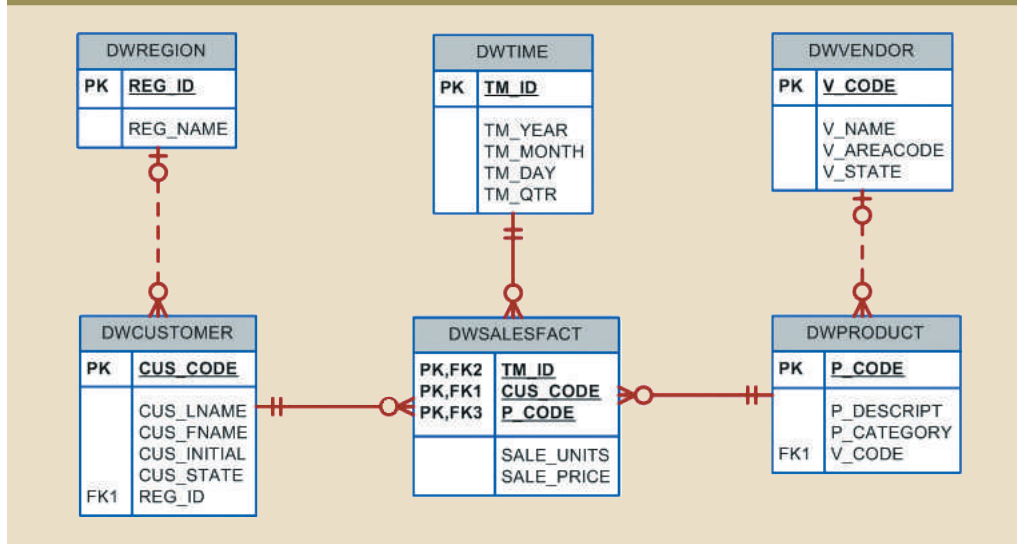 DWREGION
PK REG_ID
REG_NAME
DWTIME
PK TM_ID
TM_YEAR
TM_MONTH
TM_DAY
TM_QTR
DWVENDOR
PK V_CODE
V_NAME
V_AREACODE
V_STATE
DWCUSTOMER
PK CUS_CODE
CUS_LNAME
CUS_FNAME
CUS_INITIAL
CUS_STATE
FK1 REG_ID
DWSALESFACT
PK,FK2 TM_ID
PK,FK1 CUS_CODE
PK,FK3 P_CODE
SALE_UNITS
SALE_PRICE
DWPRODUCT
PK P_CODE
P_DESCRIPT
P_CATEGORY
FK1 V_CODE